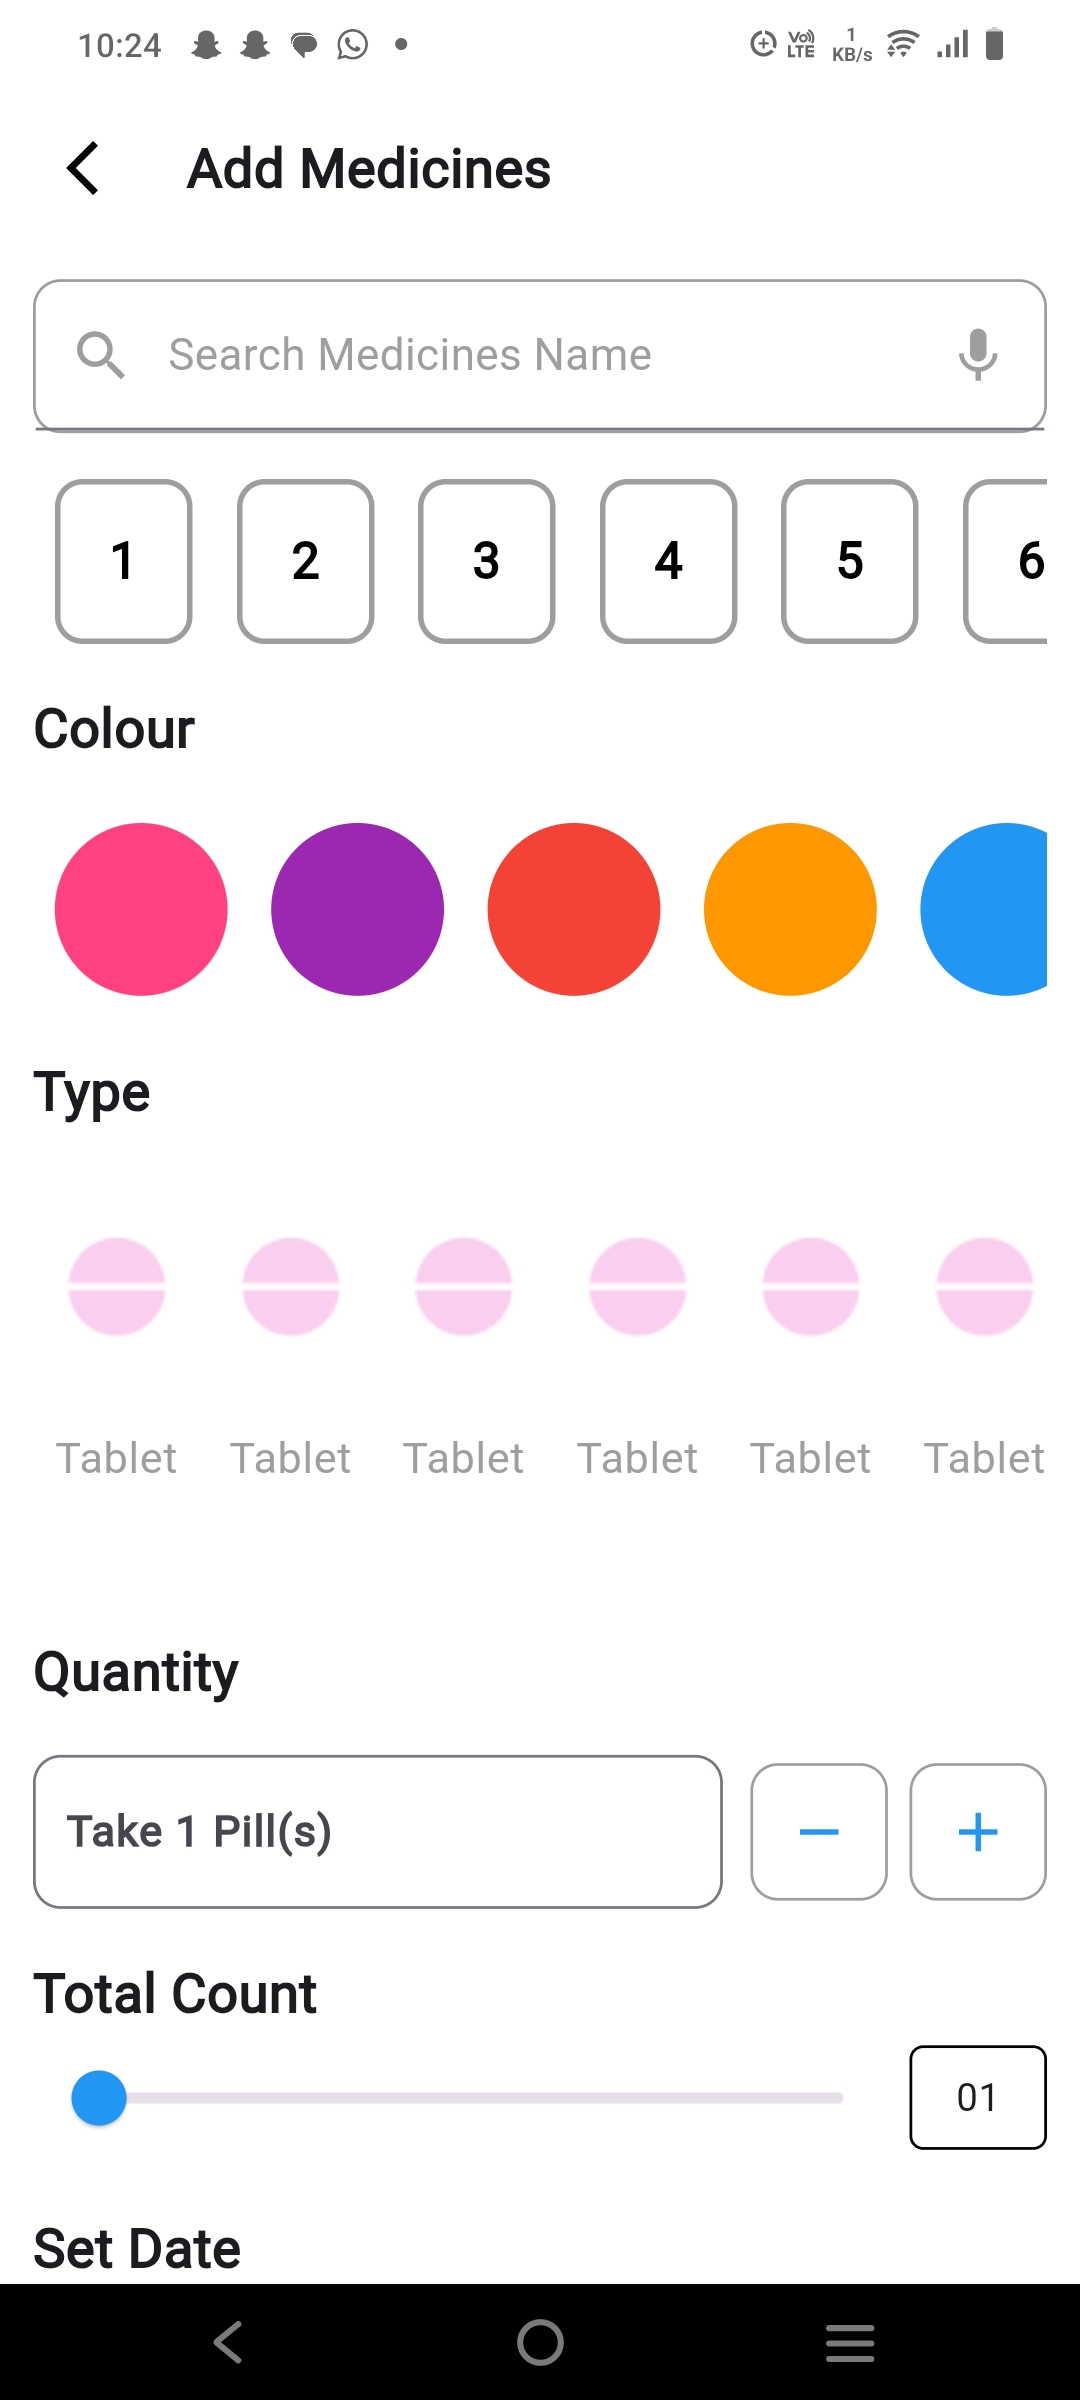 10:24 Vo)) LTE 1 KB/s
Add Medicines
Search Medicines Name
1 2 3 4 5 6
Colour
Type
Tablet Tablet Tablet Tablet Tablet Tablet
Quantity
Take 1 Pill(s)
Total Count
01
Set Date